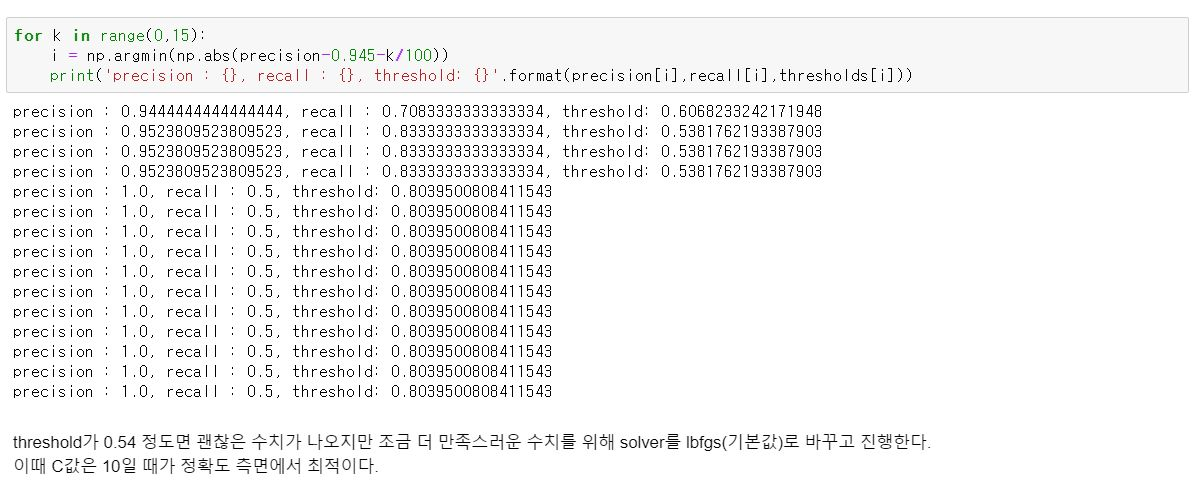 for k in range(0,15):
    i = np.argmin(np.abs(precision-0.945-k/100))
    print('precision : {}, recall : {}, threshold: {}'.format(precision[i],recall[i],thresholds[i]))
precision : 0.9444444444444444, recall : 0.7083333333333334, threshold: 0.6068233242171948
precision : 0.9523809523809523, recall : 0.8333333333333334, threshold: 0.5381762193387903
precision : 0.9523809523809523, recall : 0.8333333333333334, threshold: 0.5381762193387903
precision : 0.9523809523809523, recall : 0.8333333333333334, threshold: 0.5381762193387903
precision : 1.0, recall : 0.5, threshold: 0.8039500808411543
precision : 1.0, recall : 0.5, threshold: 0.8039500808411543
precision : 1.0, recall : 0.5, threshold: 0.8039500808411543
precision : 1.0, recall : 0.5, threshold: 0.8039500808411543
precision : 1.0, recall : 0.5, threshold: 0.8039500808411543
precision : 1.0, recall : 0.5, threshold: 0.8039500808411543
precision : 1.0, recall : 0.5, threshold: 0.8039500808411543
precision : 1.0, recall : 0.5, threshold: 0.8039500808411543
precision : 1.0, recall : 0.5, threshold: 0.8039500808411543
precision : 1.0, recall : 0.5, threshold: 0.8039500808411543
precision : 1.0, recall : 0.5, threshold: 0.8039500808411543
threshold가 0.54 정도면 괜찮은 수치가 나오지만 조금 더 만족스러운 수치를 위해 solver를 lbfgs(기본값)로 바꾸고 진행한다.
이때 C값은 10일 때가 정확도 측면에서 최적이다.